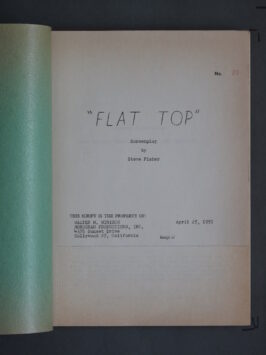 No. 23
"FLAT TOP"
Screenplay
by
Steve Fisher
THIS SCRIPT IS THE PROPERTY OF:
WALTER M. MIRISCH
MONOGRAM PRODUCTIONS, INC.
4376 Sunset Drive
Hollywood 27, California
April 25, 1952